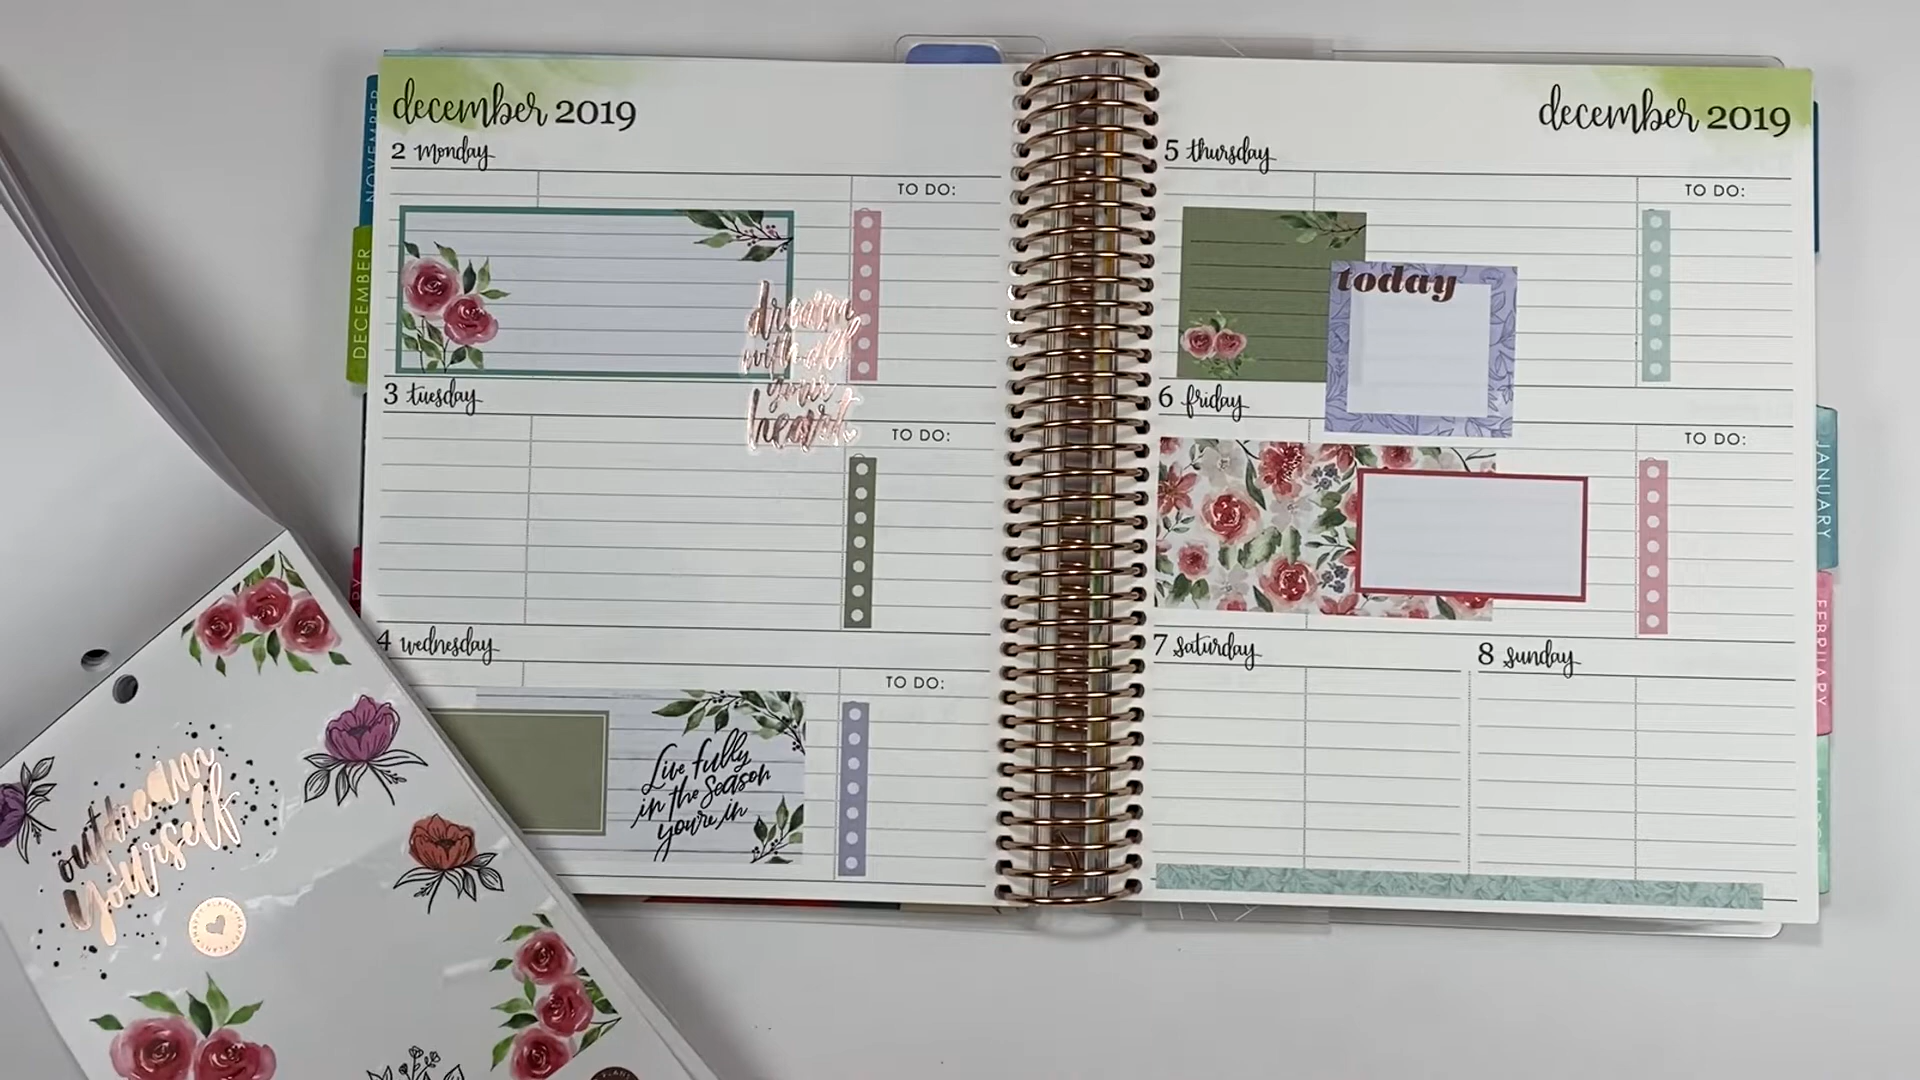 december 2019
2 monday
TO DO:
dream
with all
your
heart
3 tuesday
TO DO:
4 wednesday
TO DO:
Live fully
in the season
you're in
december 2019
5 thursday
TO DO:
today
6 friday
TO DO:
7 saturday
8 sunday
NOVEMBER
DECEMBER
JANUARY
FEBRUARY
outdream
yourself